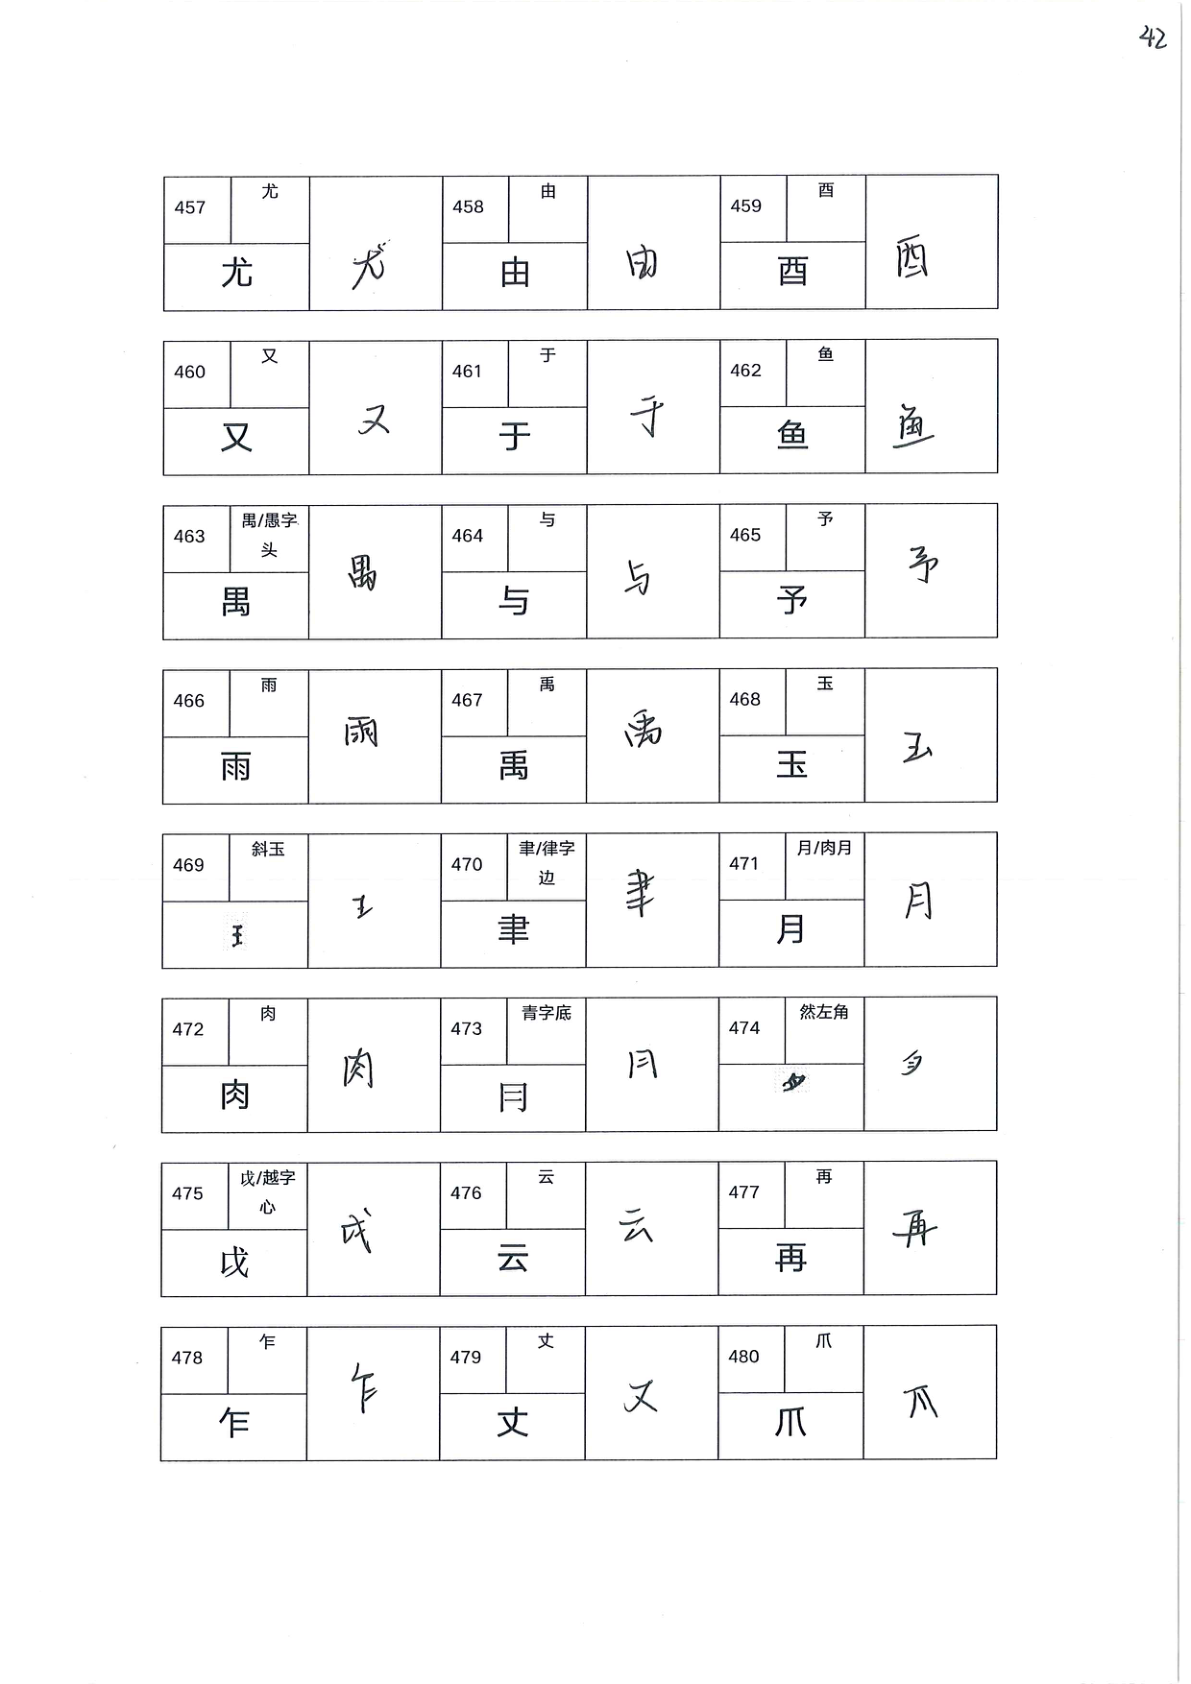 42
457 尤 尤 尤
458 由 由 由
459 酉 酉 酉
460 又 又 又
461 于 于 于
462 鱼 鱼 鱼
463 禺/愚字头 禺 禺
464 与 与 与
465 予 予 予
466 雨 雨 雨
467 禹 禹 禹
468 玉 玉 玉
469 斜玉 𤣩 𤣩
470 聿/律字边 聿 聿
471 月/肉月 月 月
472 肉 肉 肉
473 青字底 円 円
474 然左角
475 戉/越字心 戉 戉
476 云 云 云
477 再 再 再
478 乍 乍 乍
479 丈 丈 丈
480 爪 爪 爪